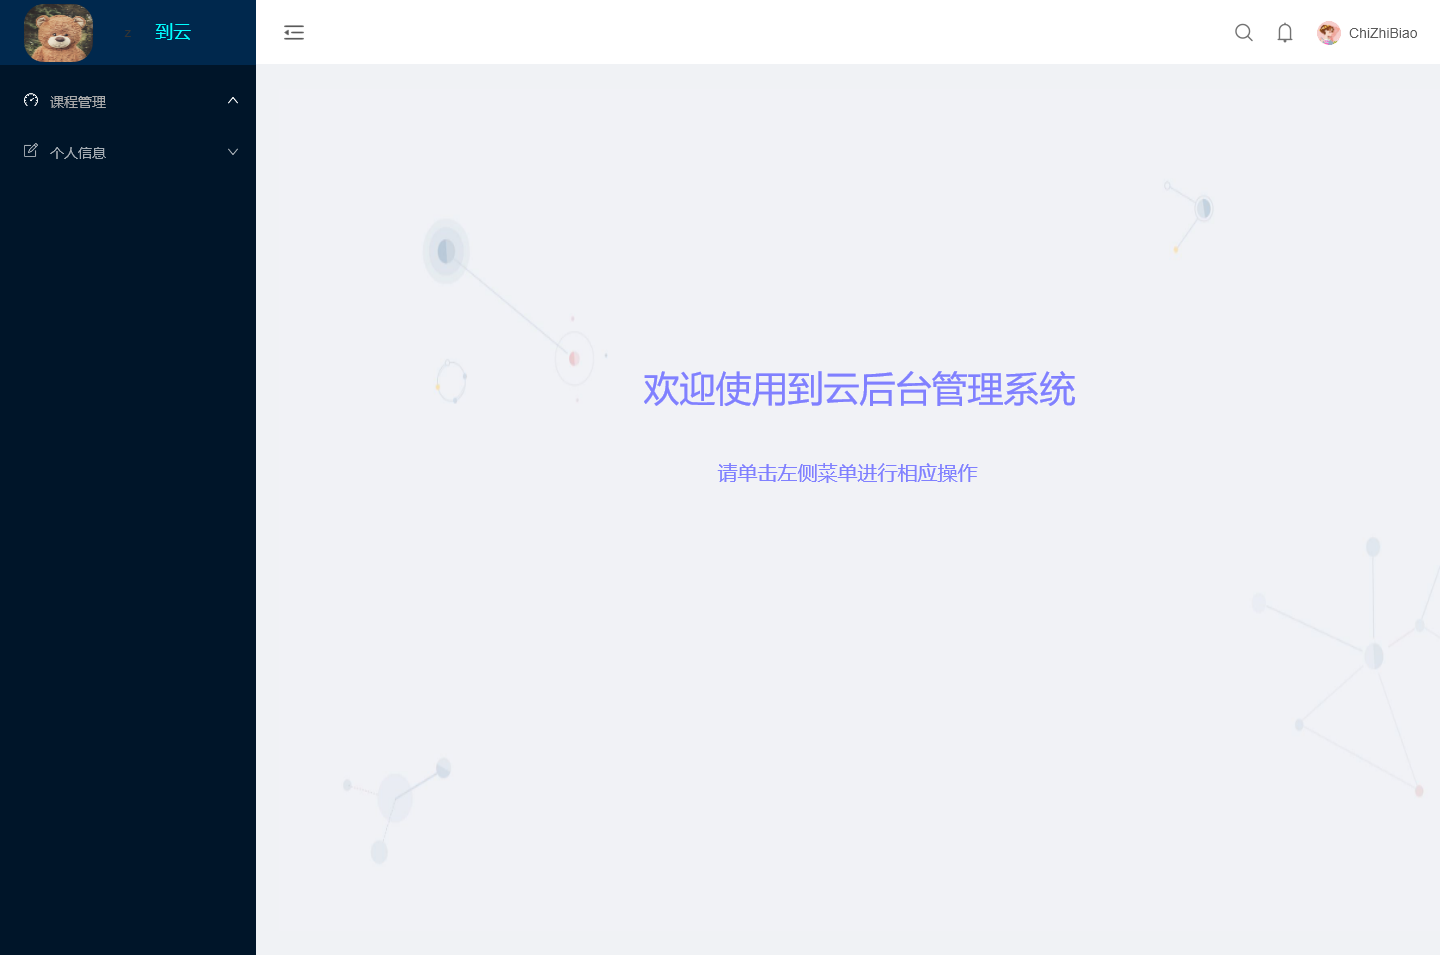 z 到云
ChiZhiBiao
课程管理
个人信息
欢迎使用到云后台管理系统
请单击左侧菜单进行相应操作